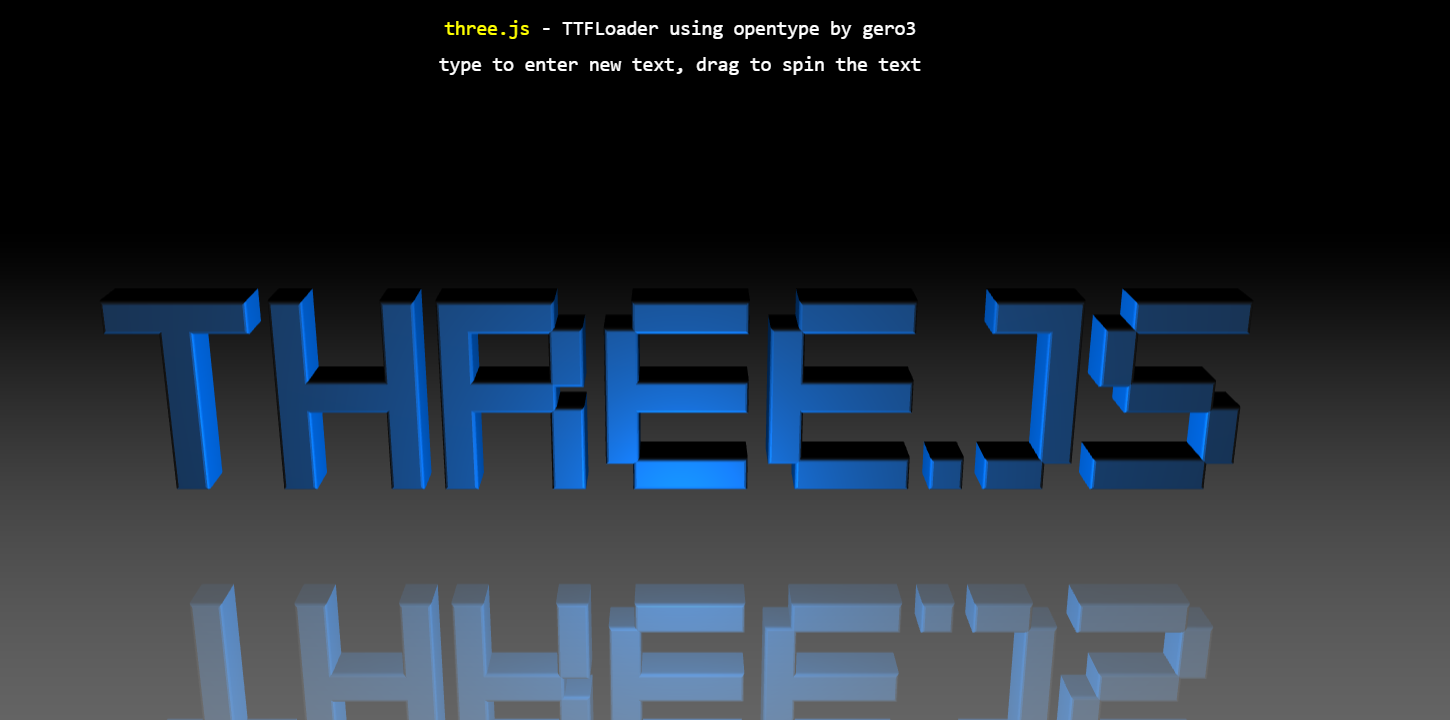 three.js - TTFLoader using opentype by gero3
type to enter new text, drag to spin the text
THREE.JS